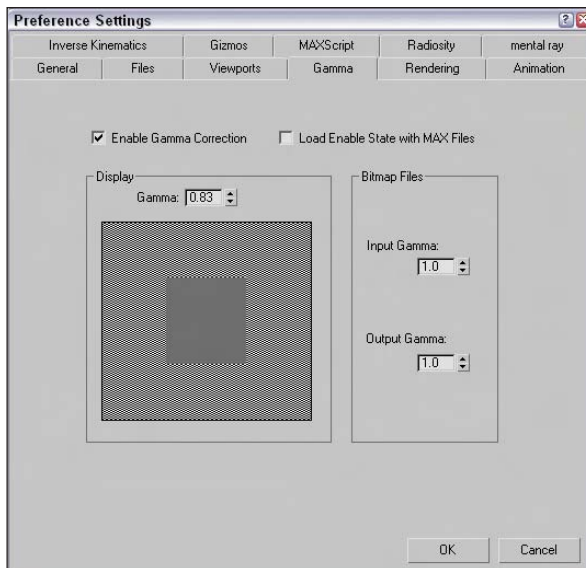 Preference Settings
Inverse Kinematics Gizmos MAXScript Radiosity mental ray
General Files Viewports Gamma Rendering Animation
Enable Gamma Correction Load Enable State with MAX Files
Display
Gamma: 0.83
Bitmap Files
Input Gamma:
1.0
Output Gamma:
1.0
OK Cancel